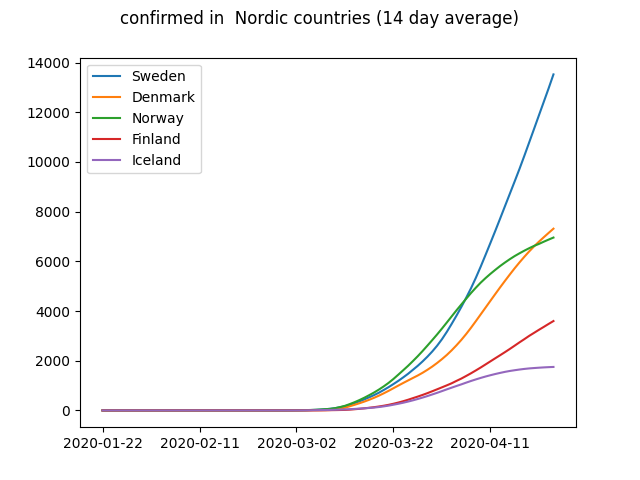 confirmed in  Nordic countries (14 day average)
14000
12000
10000
8000
6000
4000
2000
0
Sweden
Denmark
Norway
Finland
Iceland
2020-01-22 2020-02-11 2020-03-02 2020-03-22 2020-04-11